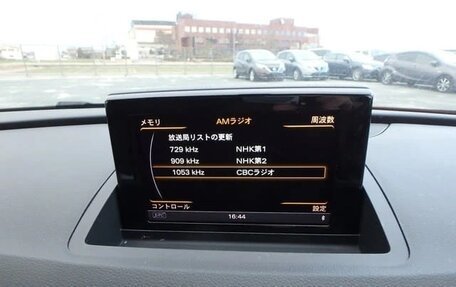 メモリ AMラジオ 周波数
放送局リストの更新
729 kHz NHK第1
909 kHz NHK第2
1053 kHz CBCラジオ
コントロール 設定
16:44